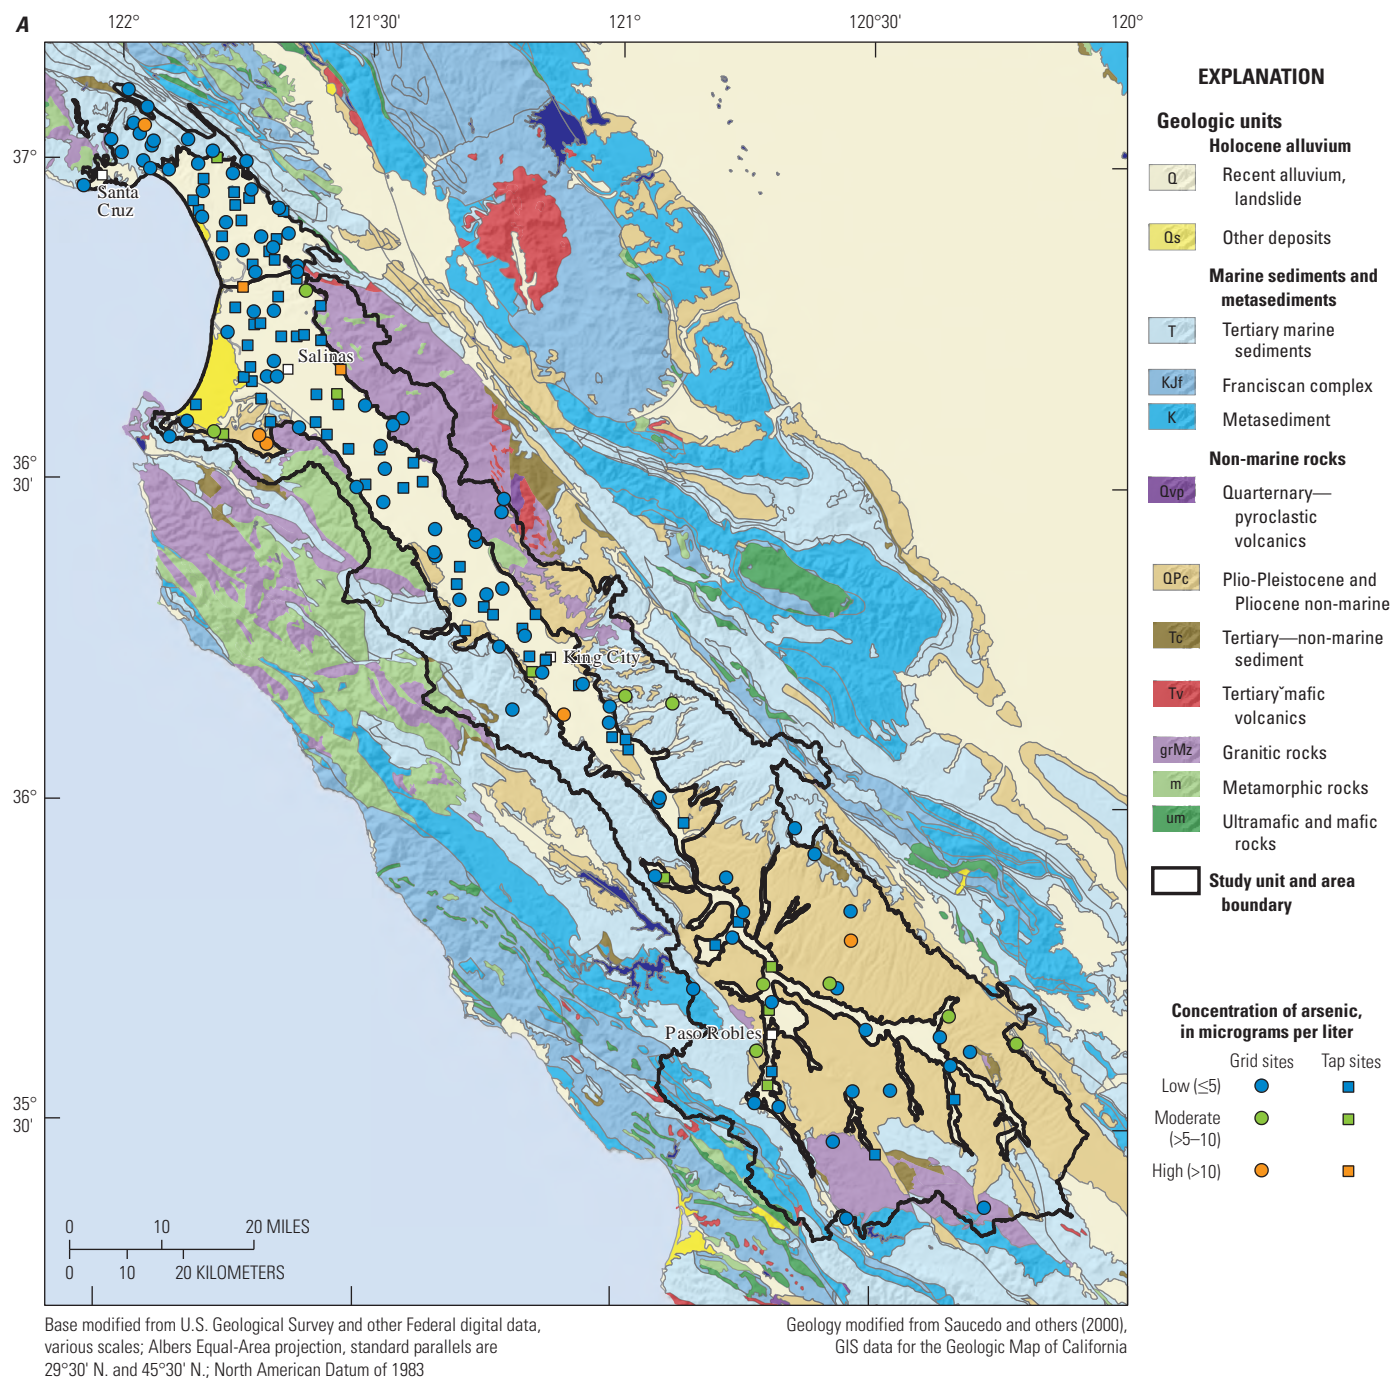 A
122°
121°30'
121°
120°30'
120°
37°
36°
30'
36°
35°
30'
Santa
Cruz
Salinas
King City
Paso Robles
0 10 20 MILES
0 10 20 KILOMETERS
Base modified from U.S. Geological Survey and other Federal digital data,
various scales; Albers Equal-Area projection, standard parallels are
29°30' N. and 45°30' N.; North American Datum of 1983
Geology modified from Saucedo and others (2000),
GIS data for the Geologic Map of California
EXPLANATION
Geologic units
Holocene alluvium
Q Recent alluvium,
landslide
Qs Other deposits
Marine sediments and
metasediments
T Tertiary marine
sediments
KJf Franciscan complex
K Metasediment
Non-marine rocks
Qvp Quarternary—
pyroclastic
volcanics
QPc Plio-Pleistocene and
Pliocene non-marine
Tc Tertiary—non-marine
sediment
Tv Tertiary˘mafic
volcanics
grMz Granitic rocks
m Metamorphic rocks
um Ultramafic and mafic
rocks
Study unit and area
boundary
Concentration of arsenic,
in micrograms per liter
Grid sites Tap sites
Low (≤5)
Moderate
(>5–10)
High (>10)